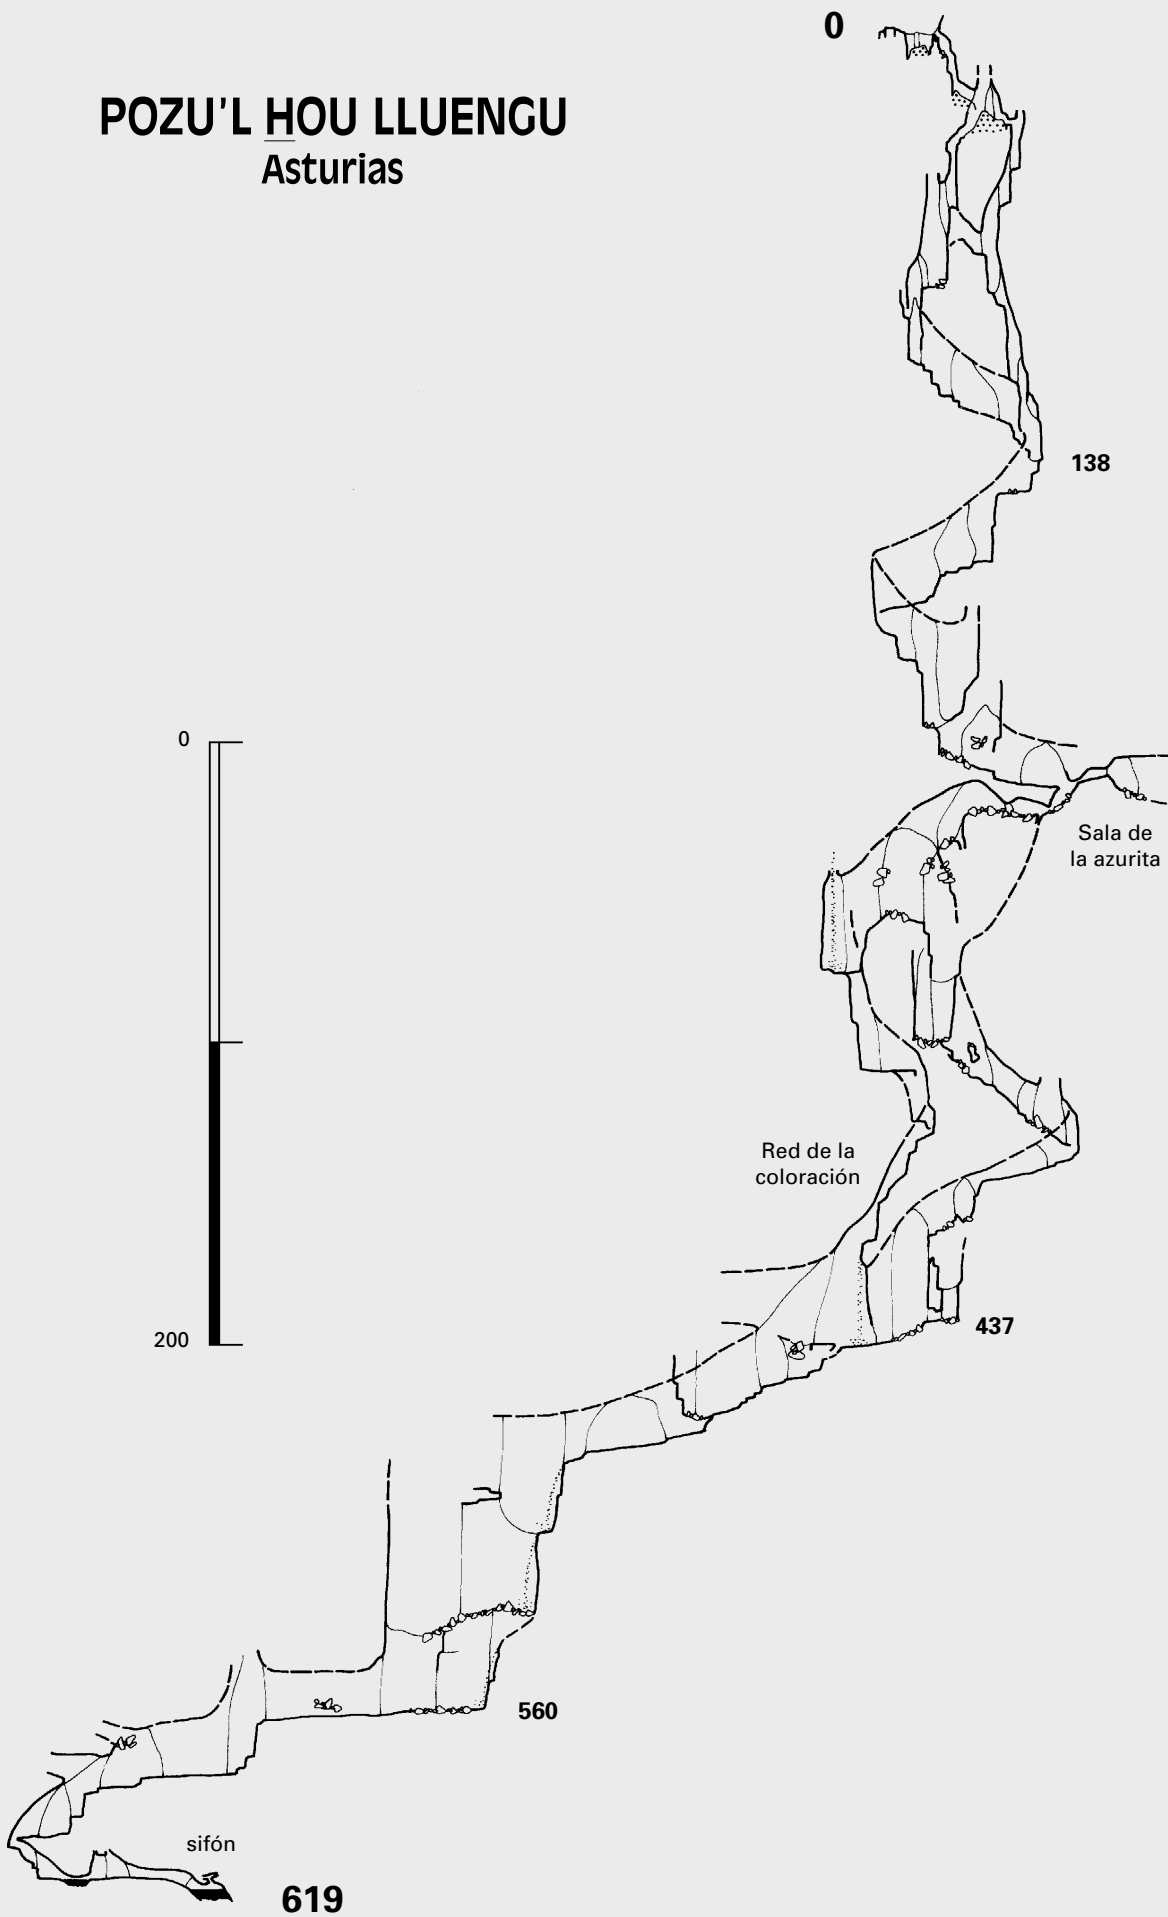 0
POZU'L HOU LLUENGU
Asturias
138
0
Sala de
la azurita
Red de la
coloración
437
200
560
sifón
619